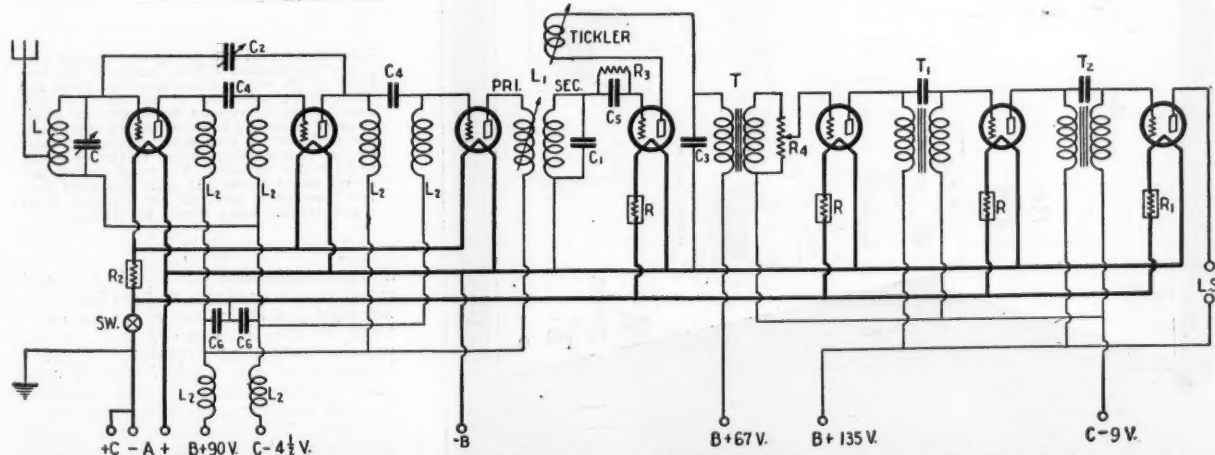 TICKLER
C2
C4
C4
PRI.
L1
SEC.
R3
C5
T
T1
T2
L
C
C1
C3
R4
L2
L2
L2
L2
R
R
R
R1
R2
SW.
C6
C6
L2
L2
L.S.
+C - A + B+90 V. C-4½ V.
-B
B+67 V.
B+135 V.
C-9 V.